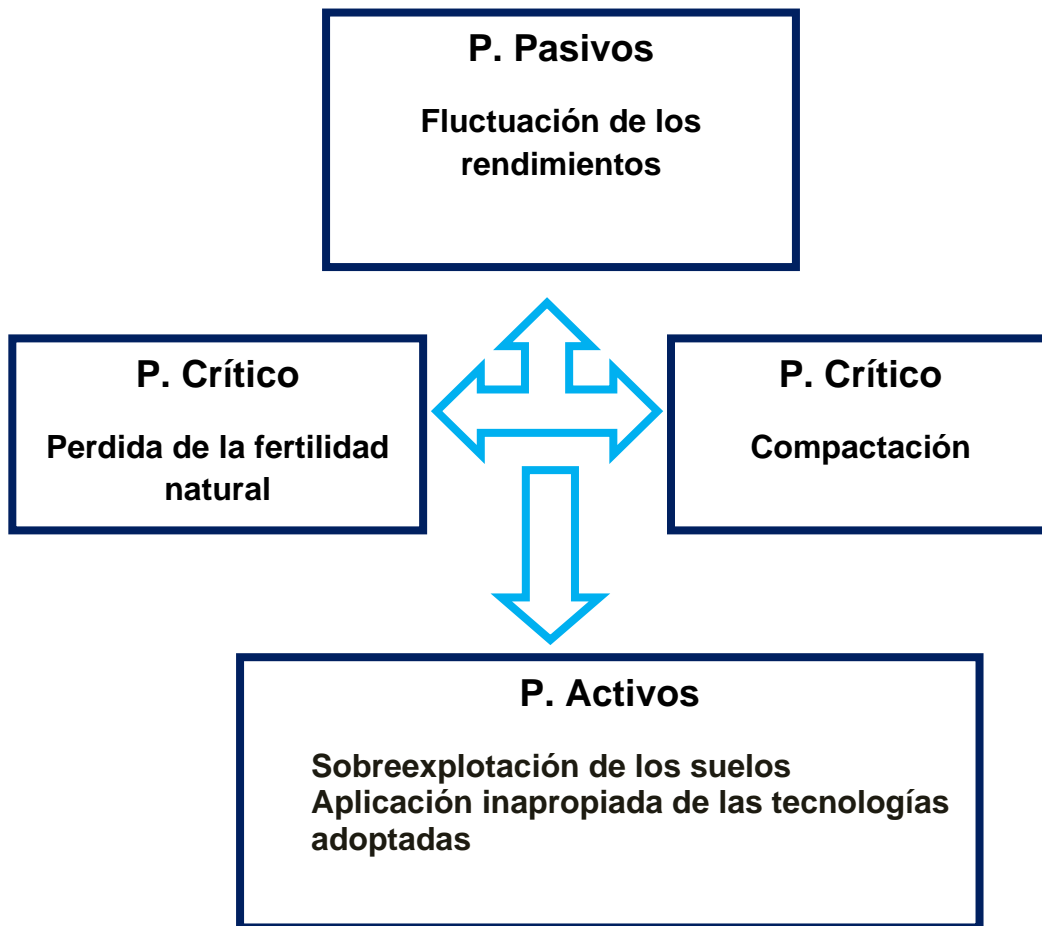 P. Pasivos
Fluctuación de los
rendimientos
P. Crítico
Perdida de la fertilidad
natural
P. Crítico
Compactación
P. Activos
Sobreexplotación de los suelos
Aplicación inapropiada de las tecnologías
adoptadas